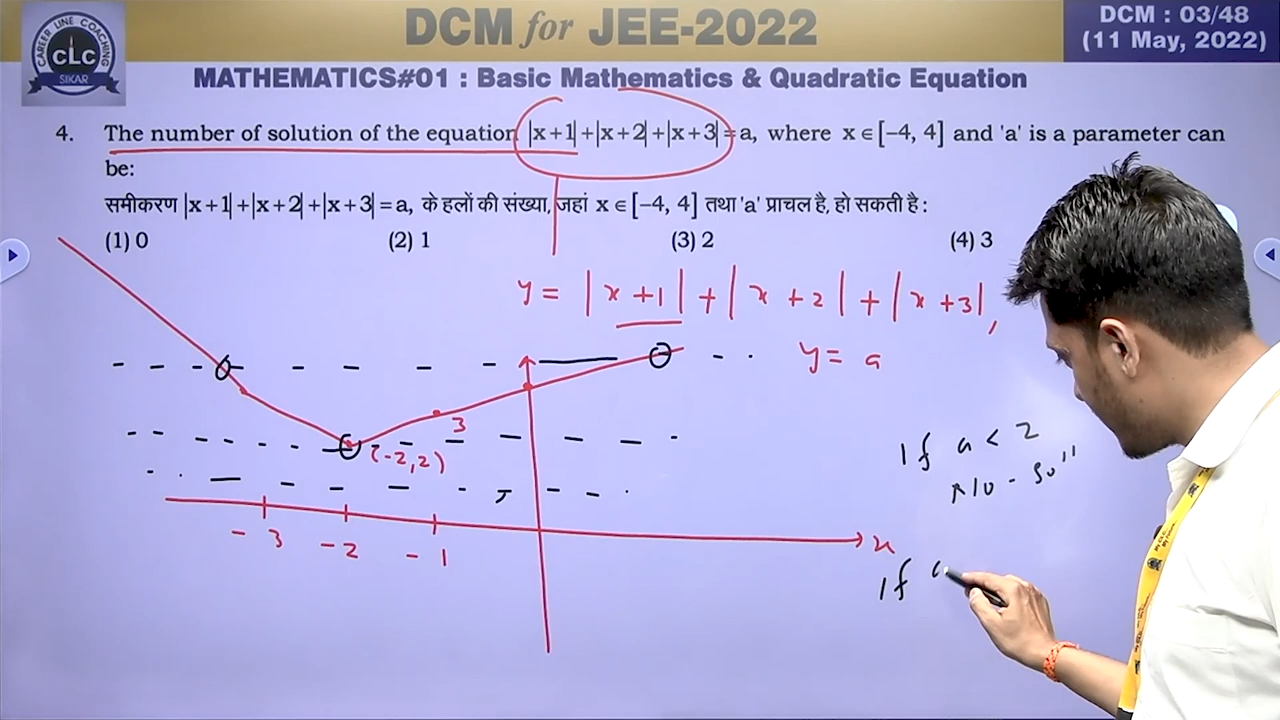 DCM for JEE-2022
DCM : 03/48
(11 May, 2022)
CAREER LINE COACHING
CLC
SIKAR
MATHEMATICS#01 : Basic Mathematics & Quadratic Equation
4. The number of solution of the equation |x+1|+|x+2|+|x+3|=a, where x∈[−4, 4] and 'a' is a parameter can
be:
समीकरण |x+1|+|x+2|+|x+3|=a, के हलों की संख्या, जहां x∈[−4, 4] तथा 'a' प्राचल है, हो सकती है :
(1) 0 (2) 1 (3) 2 (4) 3
y = |x+1| + |x+2| + |x+3|,
y = a
3
(-2,2)
If a < 2
No - Sol"
-3 -2 -1 x
If a